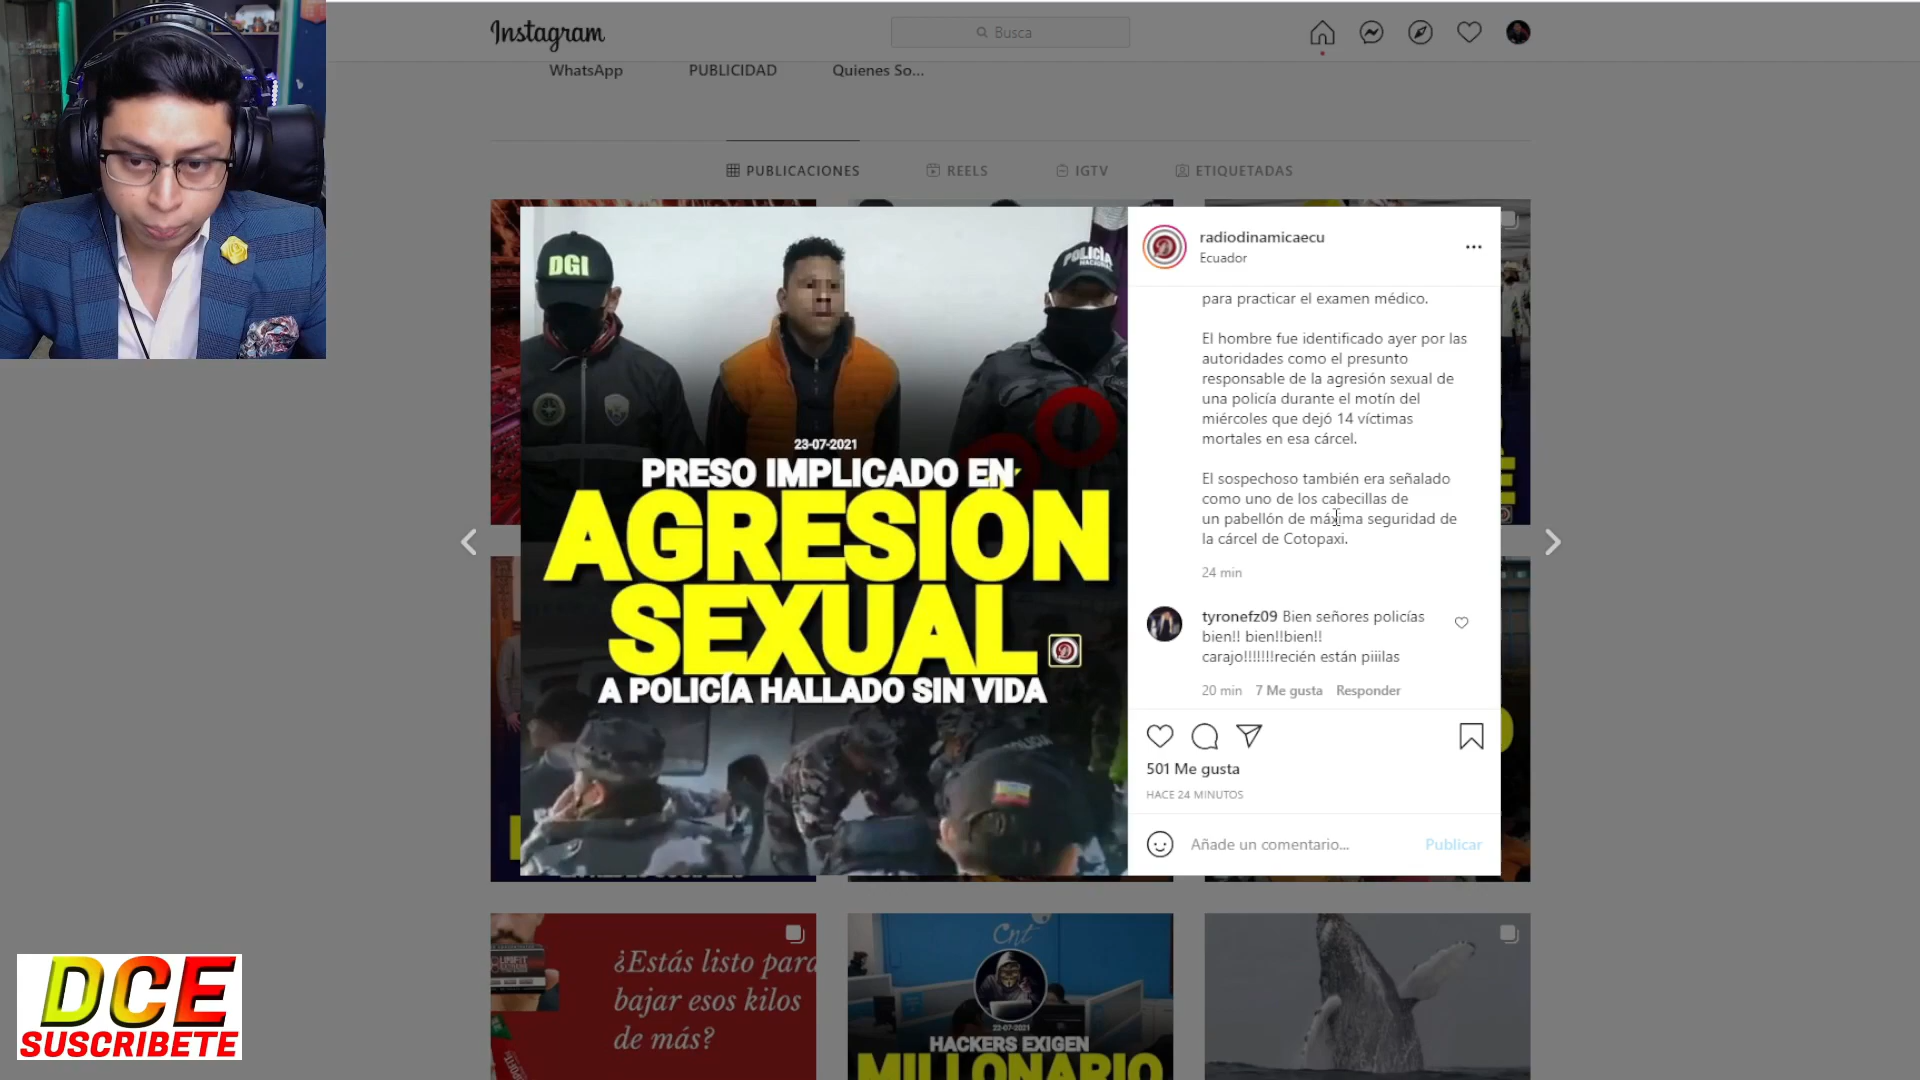 Instagram
Busca
WhatsApp
PUBLICIDAD
Quienes So...
PUBLICACIONES
REELS
IGTV
ETIQUETADAS
DGI
POLICÍA
NACIONAL
23-07-2021
PRESO IMPLICADO EN
AGRESIÓN
SEXUAL
A POLICÍA HALLADO SIN VIDA
radiodinamicaecu
Ecuador
para practicar el examen médico.
El hombre fue identificado ayer por las
autoridades como el presunto
responsable de la agresión sexual de
una policía durante el motín del
miércoles que dejó 14 víctimas
mortales en esa cárcel.
El sospechoso también era señalado
como uno de los cabecillas de
un pabellón de máxima seguridad de
la cárcel de Cotopaxi.
24 min
tyronefz09 Bien señores policías
bien!! bien!!bien!!
carajo!!!!!!!recién están piiilas
20 min 7 Me gusta Responder
501 Me gusta
HACE 24 MINUTOS
Añade un comentario...
Publicar
¿Estás listo para
bajar esos kilos
de más?
Cnt
22-07-2021
HACKERS EXIGEN
MILLONARIO
DCE
SUSCRIBETE